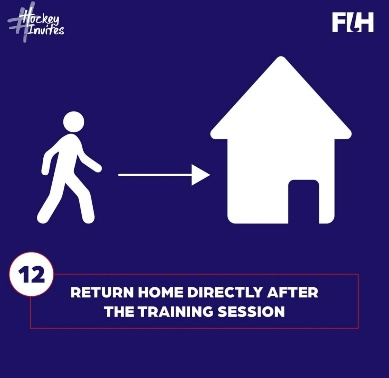 #Hockey
Invites
FIH
12
RETURN HOME DIRECTLY AFTER
THE TRAINING SESSION